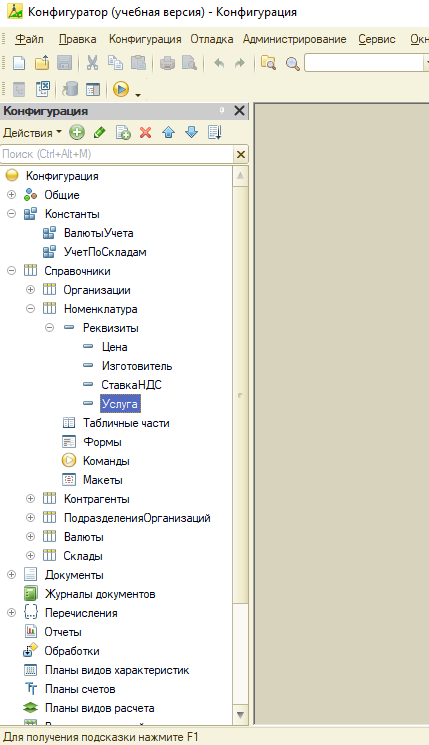 Конфигуратор (учебная версия) - Конфигурация
Файл Правка Конфигурация Отладка Администрирование Сервис
Конфигурация
Действия
Поиск (Ctrl+Alt+M)
Конфигурация
Общие
Константы
ВалютыУчета
УчетПоСкладам
Справочники
Организации
Номенклатура
Реквизиты
Цена
Изготовитель
СтавкаНДС
Услуга
Табличные части
Формы
Команды
Макеты
Контрагенты
ПодразделенияОрганизаций
Валюты
Склады
Документы
Журналы документов
Перечисления
Отчеты
Обработки
Планы видов характеристик
Планы счетов
Планы видов расчета
Для получения подсказки нажмите F1